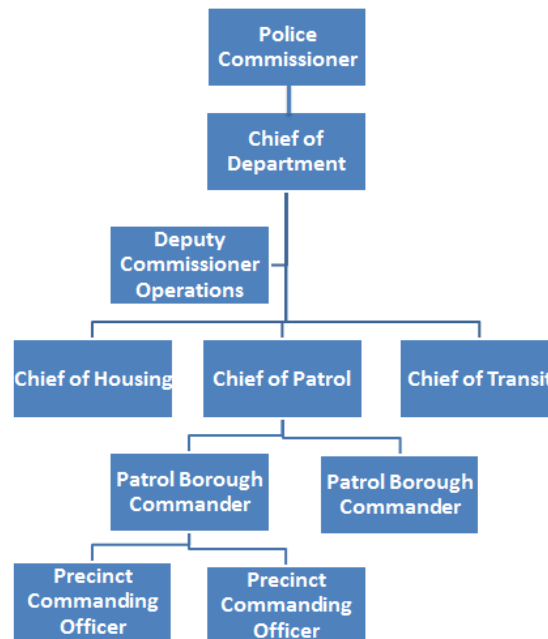 Police
Commissioner
Chief of
Department
Deputy
Commissioner
Operations
Chief of Housing
Chief of Patrol
Chief of Transit
Patrol Borough
Commander
Patrol Borough
Commander
Precinct
Commanding
Officer
Precinct
Commanding
Officer